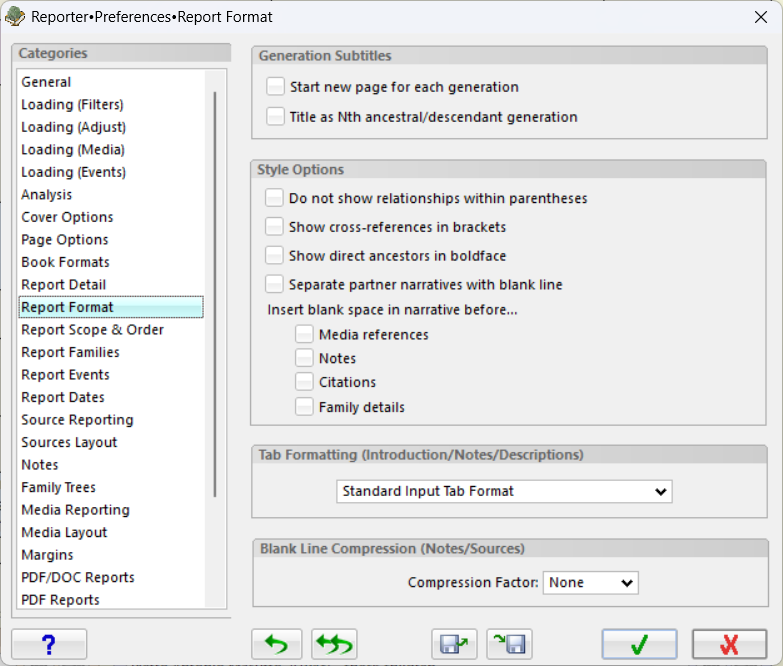 Reporter•Preferences•Report Format
Categories
General
Loading (Filters)
Loading (Adjust)
Loading (Media)
Loading (Events)
Analysis
Cover Options
Page Options
Book Formats
Report Detail
Report Format
Report Scope & Order
Report Families
Report Events
Report Dates
Source Reporting
Sources Layout
Notes
Family Trees
Media Reporting
Media Layout
Margins
PDF/DOC Reports
PDF Reports
Generation Subtitles
Start new page for each generation
Title as Nth ancestral/descendant generation
Style Options
Do not show relationships within parentheses
Show cross-references in brackets
Show direct ancestors in boldface
Separate partner narratives with blank line
Insert blank space in narrative before...
Media references
Notes
Citations
Family details
Tab Formatting (Introduction/Notes/Descriptions)
Standard Input Tab Format
Blank Line Compression (Notes/Sources)
Compression Factor: None
?